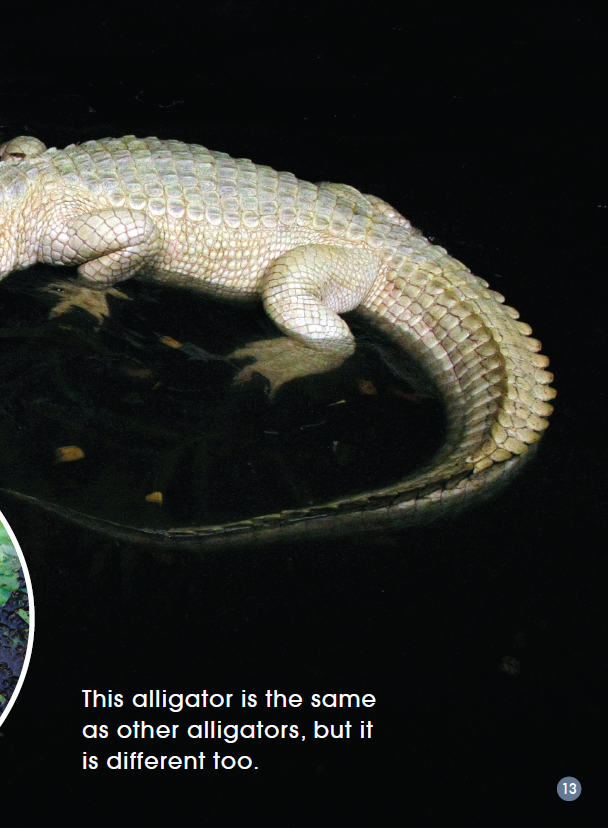 This alligator is the same
as other alligators, but it
is different too.
13